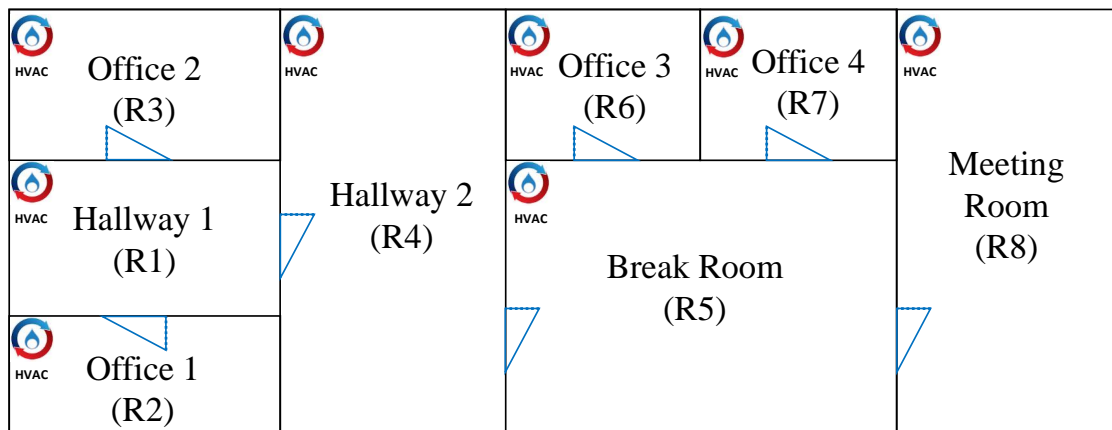 HVAC
Office 2
(R3)
HVAC
Hallway 1
(R1)
HVAC
Office 1
(R2)
HVAC
Hallway 2
(R4)
HVAC
Office 3
(R6)
HVAC
Office 4
(R7)
HVAC
Break Room
(R5)
HVAC
Meeting
Room
(R8)